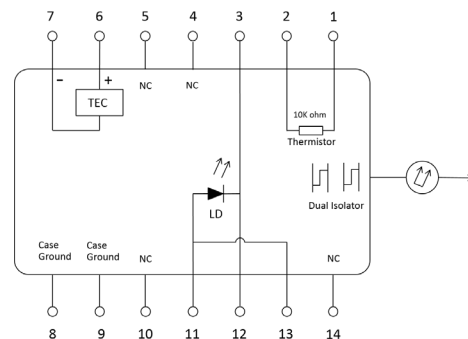 7 6 5 4 3 2 1
- + NC NC
TEC
10K ohm
Thermistor
Dual Isolator
LD
Case Ground
Case Ground
NC
NC
8 9 10 11 12 13 14